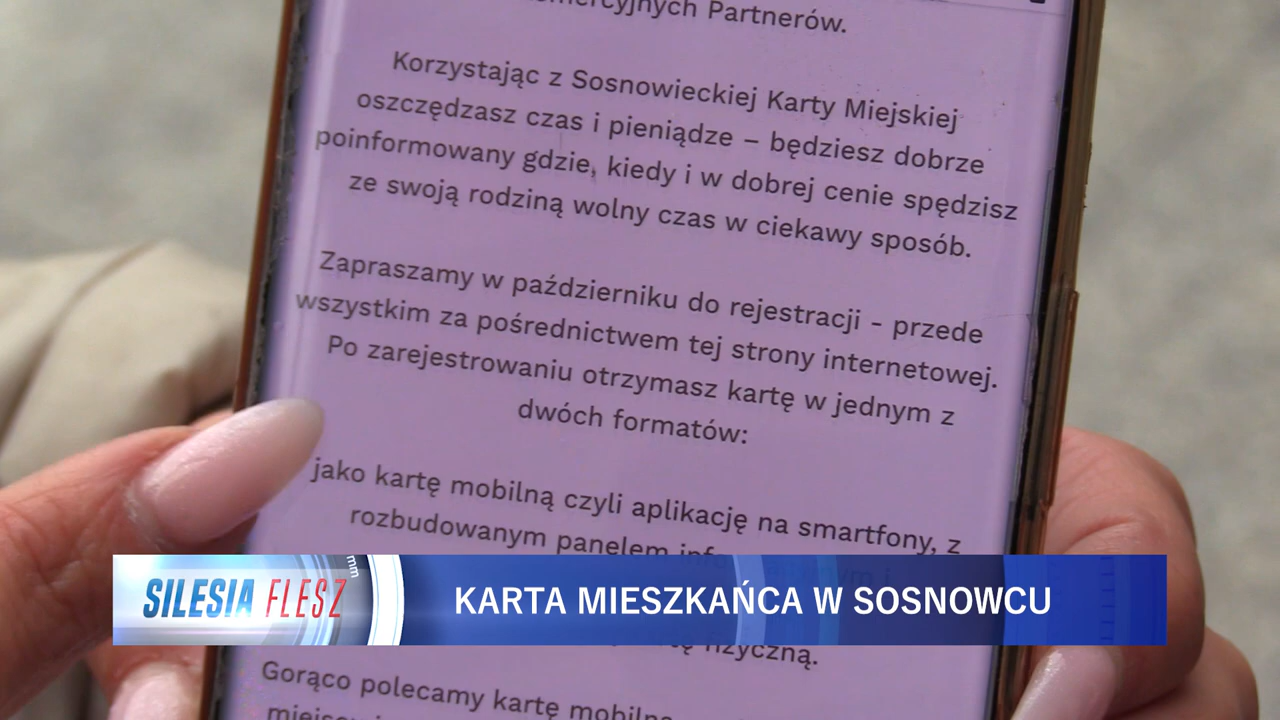 Partnerów.
Korzystając z Sosnowieckiej Karty Miejskiej
oszczędzasz czas i pieniądze – będziesz dobrze
poinformowany gdzie, kiedy i w dobrej cenie spędzisz
ze swoją rodziną wolny czas w ciekawy sposób.
Zapraszamy w październiku do rejestracji - przede
wszystkim za pośrednictwem tej strony internetowej.
Po zarejestrowaniu otrzymasz kartę w jednym z
dwóch formatów:
jako kartę mobilną czyli aplikację na smartfony, z
rozbudowanym panelem
SILESIA FLESZ
mm
KARTA MIESZKAŃCA W SOSNOWCU
fizyczną.
Gorąco polecamy kartę mobilną